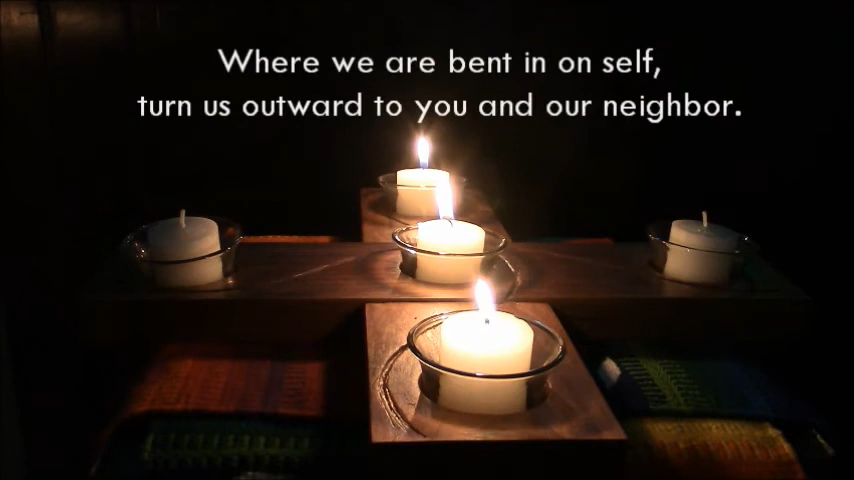 Where we are bent in on self,
turn us outward to you and our neighbor.